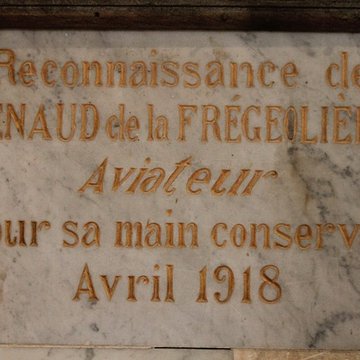 Reconnaissance de
ENAUD de la FRÉGEOLIÈ
Aviateur
our sa main conserv
Avril 1918